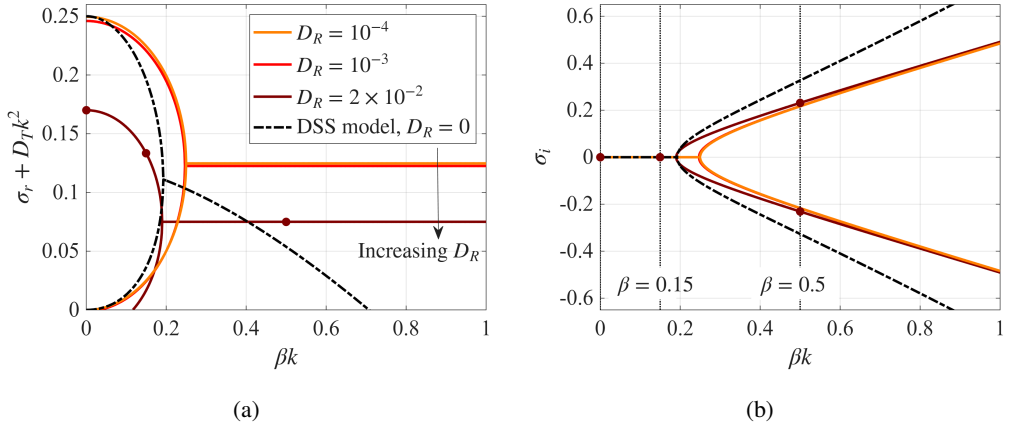 0.25
0.2
0.15
0.1
0.05
0
σ_r + D_T k²
D_R = 10⁻⁴
D_R = 10⁻³
D_R = 2 × 10⁻²
DSS model, D_R = 0
Increasing D_R
0 0.2 0.4 0.6 0.8 1
βk
(a)
0.6
0.4
0.2
0
-0.2
-0.4
-0.6
σ_i
β = 0.15
β = 0.5
0 0.2 0.4 0.6 0.8 1
βk
(b)